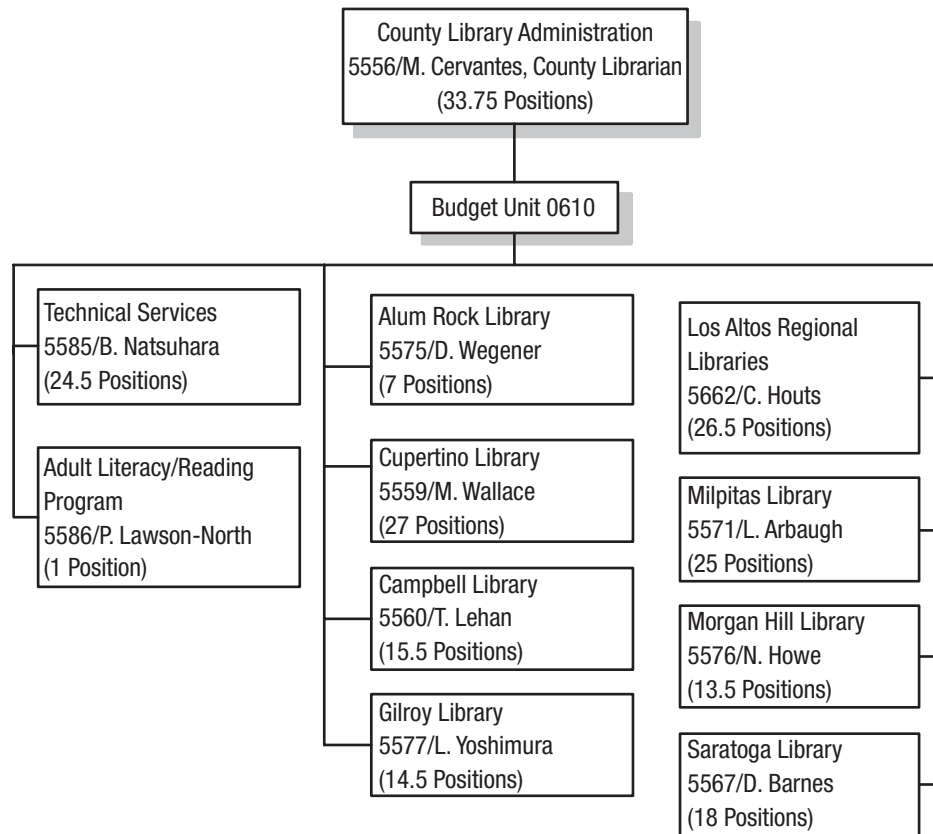 County Library Administration
5556/M. Cervantes, County Librarian
(33.75 Positions)
Budget Unit 0610
Technical Services
5585/B. Natsuhara
(24.5 Positions)
Adult Literacy/Reading
Program
5586/P. Lawson-North
(1 Position)
Alum Rock Library
5575/D. Wegener
(7 Positions)
Cupertino Library
5559/M. Wallace
(27 Positions)
Campbell Library
5560/T. Lehan
(15.5 Positions)
Gilroy Library
5577/L. Yoshimura
(14.5 Positions)
Los Altos Regional
Libraries
5662/C. Houts
(26.5 Positions)
Milpitas Library
5571/L. Arbaugh
(25 Positions)
Morgan Hill Library
5576/N. Howe
(13.5 Positions)
Saratoga Library
5567/D. Barnes
(18 Positions)